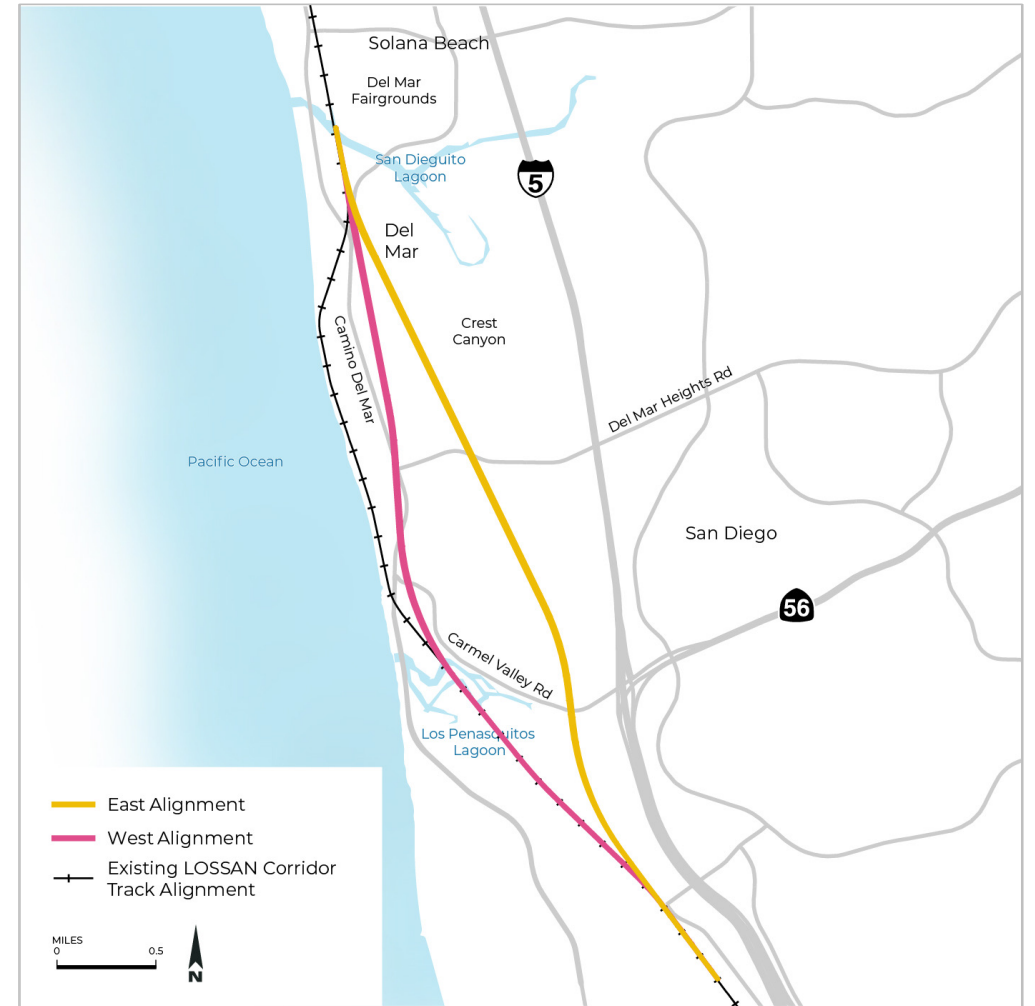 Solana Beach
Del Mar
Fairgrounds
San Dieguito
Lagoon
5
Del
Mar
Crest
Canyon
Camino Del Mar
Del Mar Heights Rd
Pacific Ocean
San Diego
56
Carmel Valley Rd
Los Penasquitos
Lagoon
East Alignment
West Alignment
Existing LOSSAN Corridor
Track Alignment
MILES
0 0.5
N